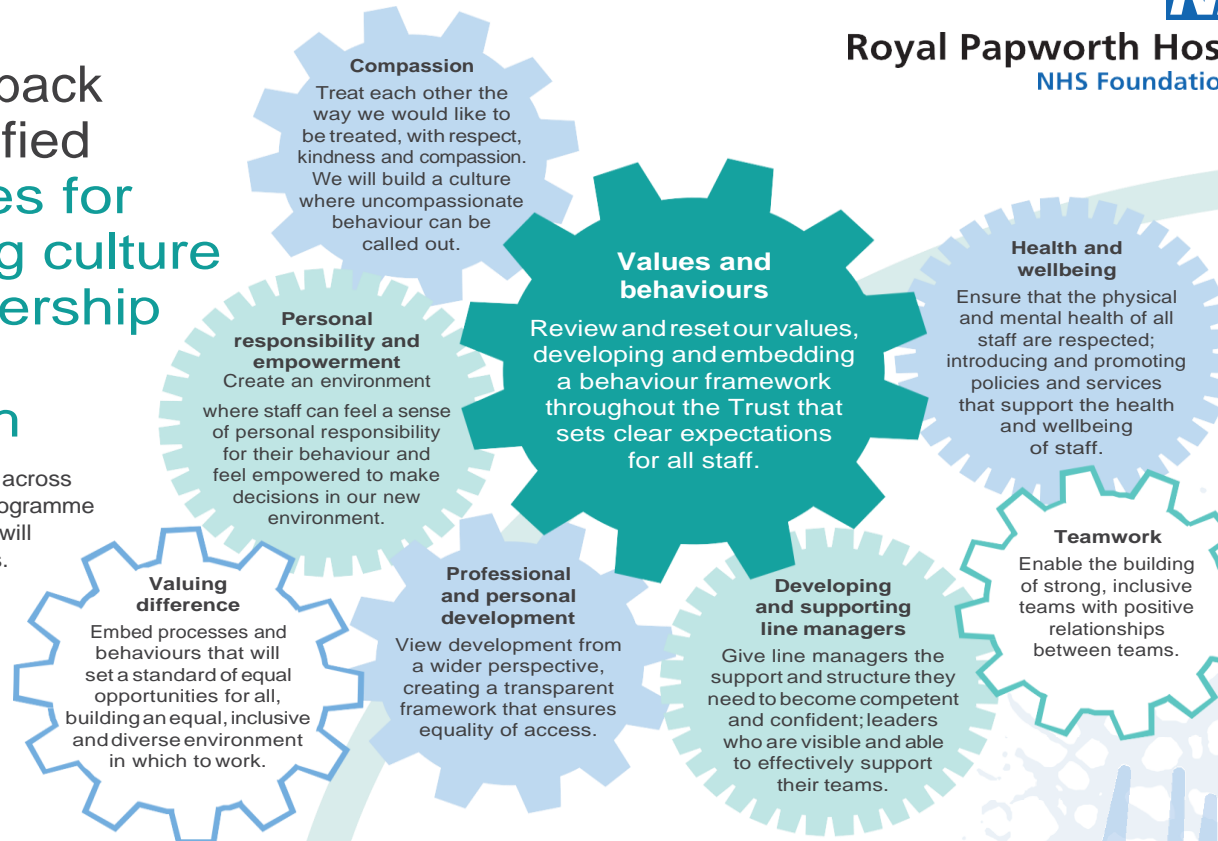 back
fied
es for
g culture
ership
n
across
ogramme
will
s.
Royal Papworth Hos
NHS Foundatio
Compassion
Treat each other the
way we would like to
be treated, with respect,
kindness and compassion.
We will build a culture
where uncompassionate
behaviour can be
called out.
Values and
behaviours
Review and reset our values,
developing and embedding
a behaviour framework
throughout the Trust that
sets clear expectations
for all staff.
Health and
wellbeing
Ensure that the physical
and mental health of all
staff are respected;
introducing and promoting
policies and services
that support the health
and wellbeing
of staff.
Personal
responsibility and
empowerment
Create an environment
where staff can feel a sense
of personal responsibility
for their behaviour and
feel empowered to make
decisions in our new
environment.
Valuing
difference
Embed processes and
behaviours that will
set a standard of equal
opportunities for all,
building an equal, inclusive
and diverse environment
in which to work.
Professional
and personal
development
View development from
a wider perspective,
creating a transparent
framework that ensures
equality of access.
Developing
and supporting
line managers
Give line managers the
support and structure they
need to become competent
and confident; leaders
who are visible and able
to effectively support
their teams.
Teamwork
Enable the building
of strong, inclusive
teams with positive
relationships
between teams.